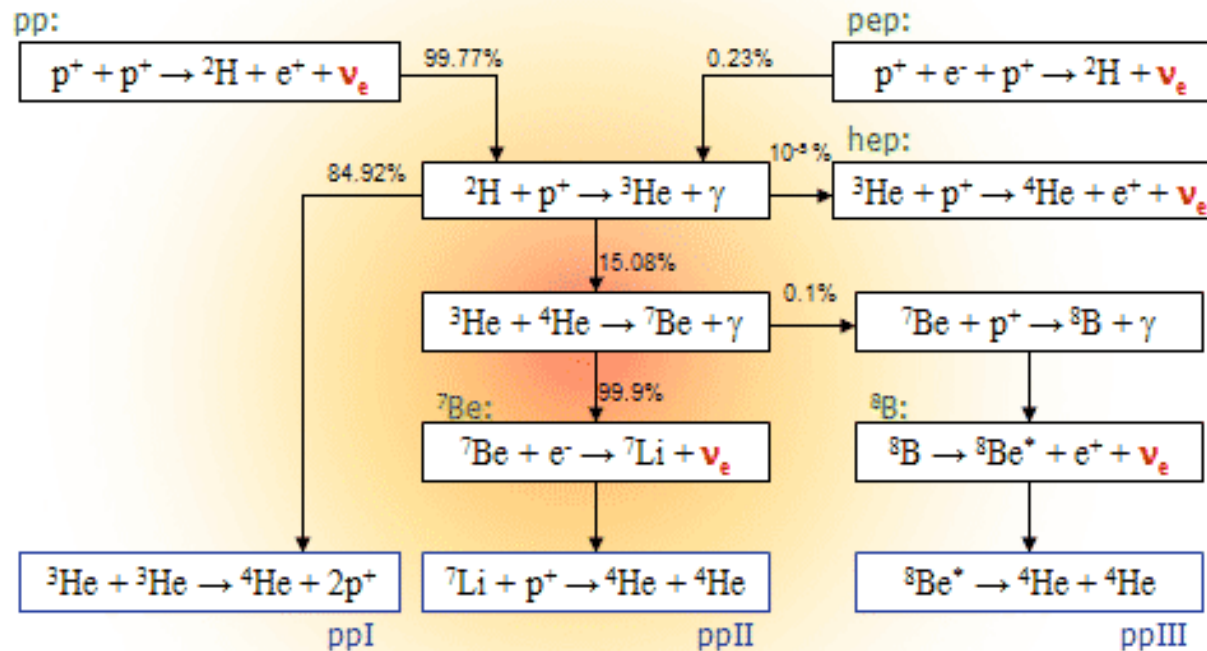 pp:
pep:
p⁺ + p⁺ → ²H + e⁺ + νₑ
99.77%
0.23%
p⁺ + e⁻ + p⁺ → ²H + νₑ
hep:
84.92%
²H + p⁺ → ³He + γ
10⁻⁵ %
³He + p⁺ → ⁴He + e⁺ + νₑ
15.08%
³He + ⁴He → ⁷Be + γ
0.1%
⁷Be + p⁺ → ⁸B + γ
99.9%
⁷Be:
⁸B:
⁷Be + e⁻ → ⁷Li + νₑ
⁸B → ⁸Be* + e⁺ + νₑ
³He + ³He → ⁴He + 2p⁺
⁷Li + p⁺ → ⁴He + ⁴He
⁸Be* → ⁴He + ⁴He
ppI
ppII
ppIII